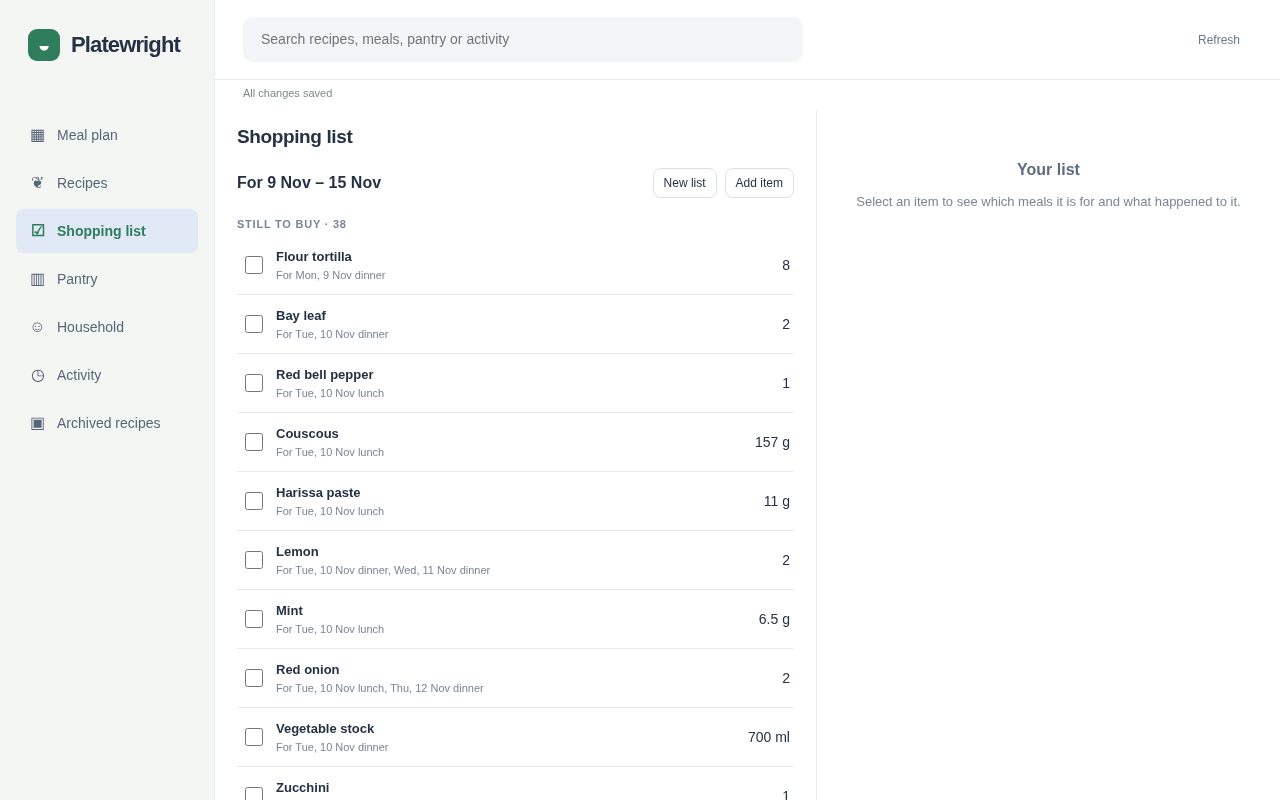 Platewright
Search recipes, meals, pantry or activity
Refresh
All changes saved
Meal plan
Recipes
Shopping list
Pantry
Household
Activity
Archived recipes
Shopping list
For 9 Nov – 15 Nov
New list
Add item
STILL TO BUY · 38
Flour tortilla
For Mon, 9 Nov dinner
8
Bay leaf
For Tue, 10 Nov dinner
2
Red bell pepper
For Tue, 10 Nov lunch
1
Couscous
For Tue, 10 Nov lunch
157 g
Harissa paste
For Tue, 10 Nov lunch
11 g
Lemon
For Tue, 10 Nov dinner, Wed, 11 Nov dinner
2
Mint
For Tue, 10 Nov lunch
6.5 g
Red onion
For Tue, 10 Nov lunch, Thu, 12 Nov dinner
2
Vegetable stock
For Tue, 10 Nov dinner
700 ml
Zucchini
1
Your list
Select an item to see which meals it is for and what happened to it.